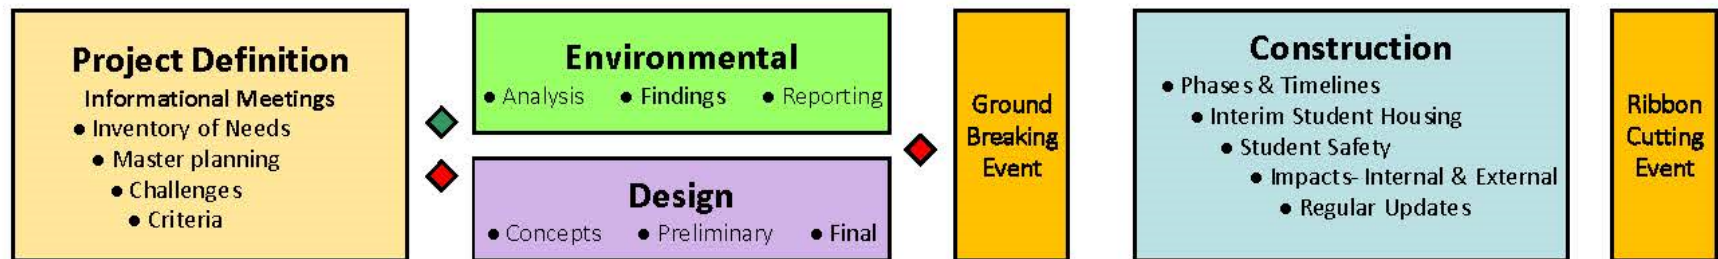 Project Definition
Informational Meetings
● Inventory of Needs
● Master planning
● Challenges
● Criteria
Environmental
● Analysis ● Findings ● Reporting
Design
● Concepts ● Preliminary ● Final
Ground
Breaking
Event
Construction
● Phases & Timelines
● Interim Student Housing
● Student Safety
● Impacts- Internal & External
● Regular Updates
Ribbon
Cutting
Event